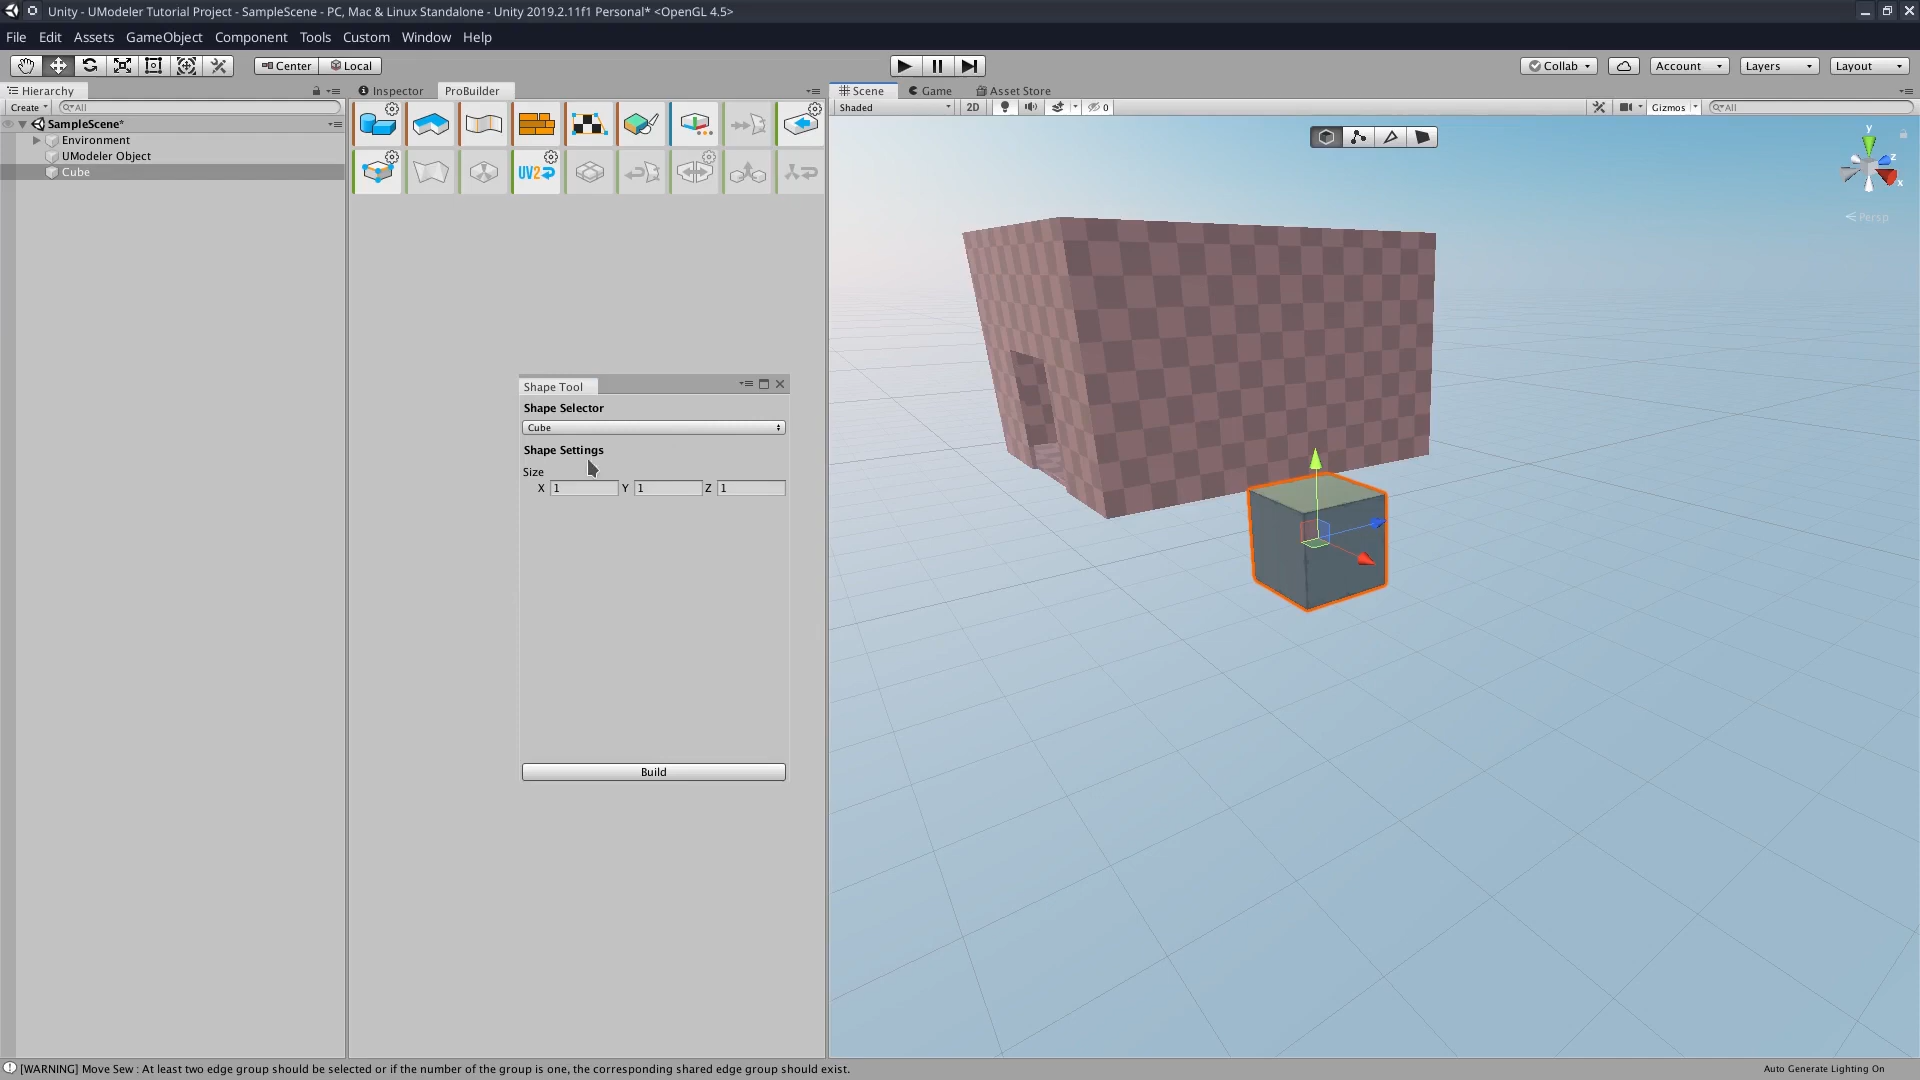 Unity - UModeler Tutorial Project - SampleScene - PC, Mac & Linux Standalone - Unity 2019.2.11f1 Personal* <OpenGL 4.5>
File Edit Assets GameObject Component Tools Custom Window Help
Center Local Collab Account Layers Layout
Hierarchy Inspector ProBuilder Scene Game Asset Store
Create All Shaded 2D 0 Gizmos All
SampleScene*
Environment
UModeler Object
Cube
UV2
y
z
x
Persp
Shape Tool
Shape Selector
Cube
Shape Settings
Size
X 1 Y 1 Z 1
Build
[WARNING] Move Sew : At least two edge group should be selected or if the number of the group is one, the corresponding shared edge group should exist.
Auto Generate Lighting On